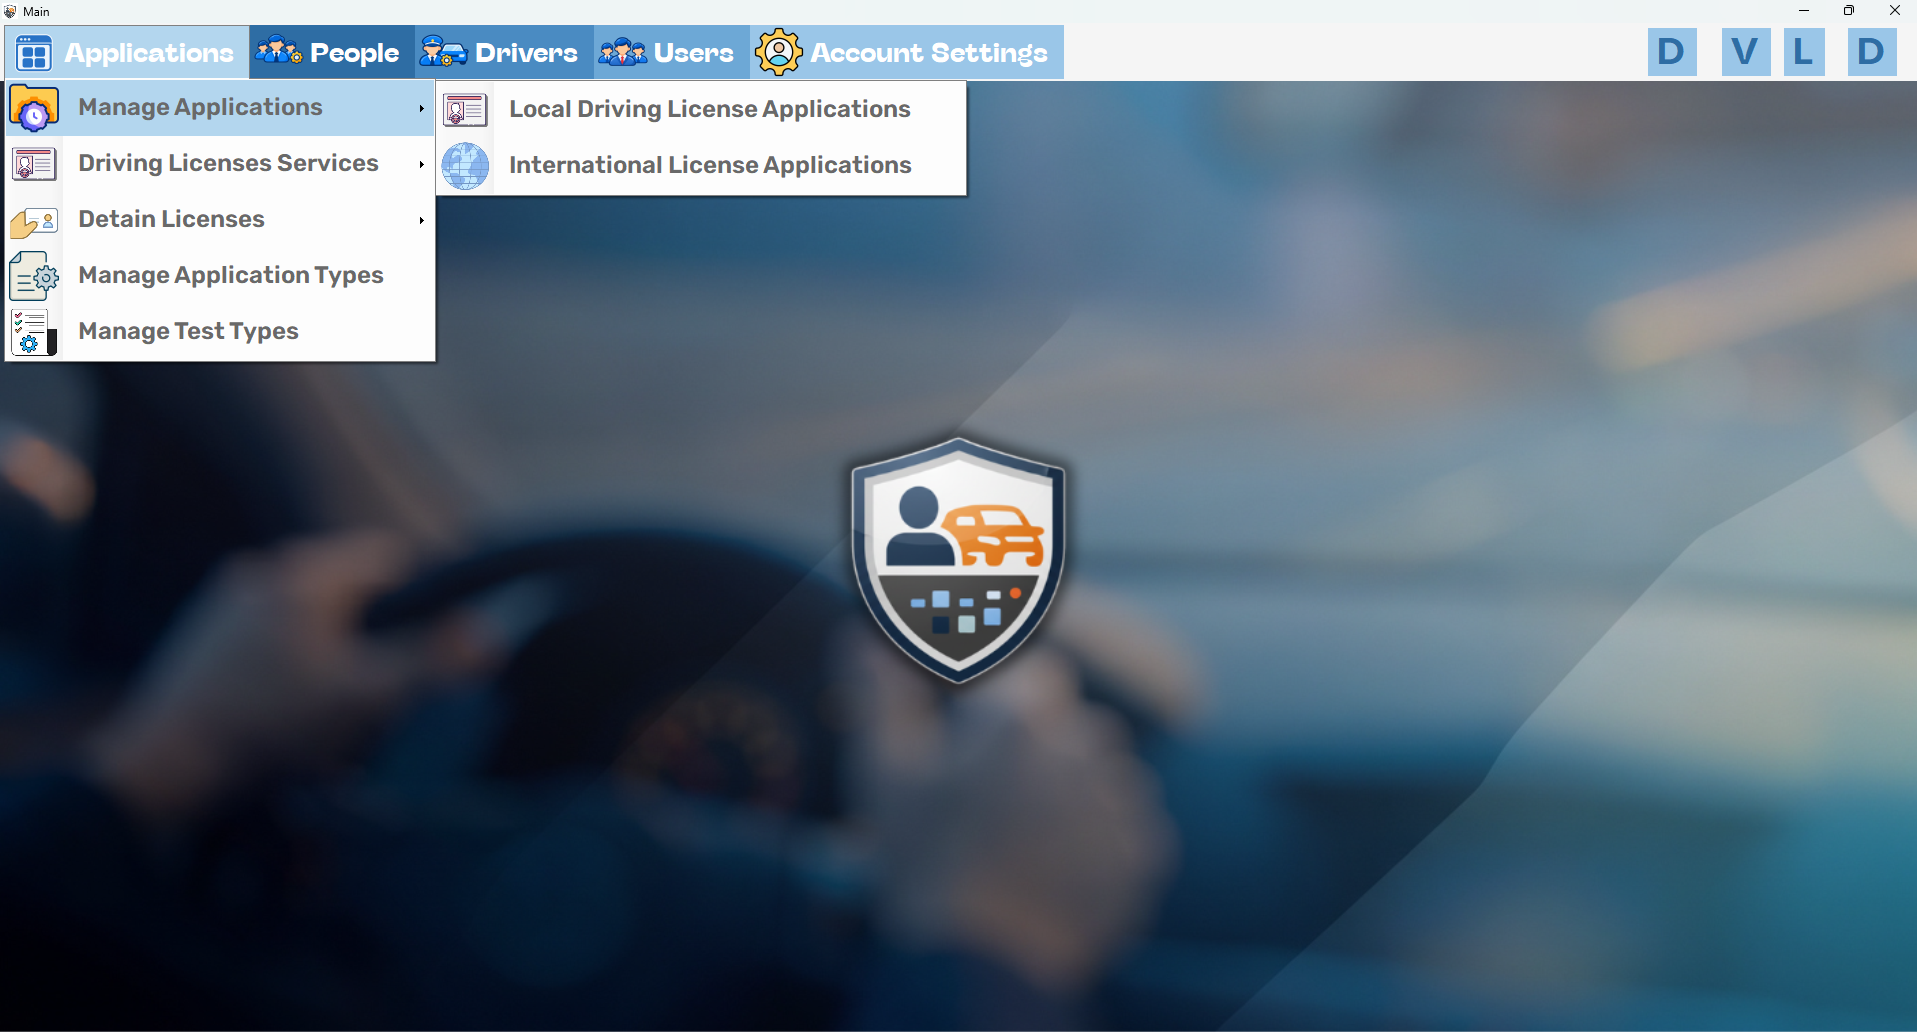 Main
Applications People Drivers Users Account Settings D V L D
Manage Applications
Driving Licenses Services
Detain Licenses
Manage Application Types
Manage Test Types
Local Driving License Applications
International License Applications